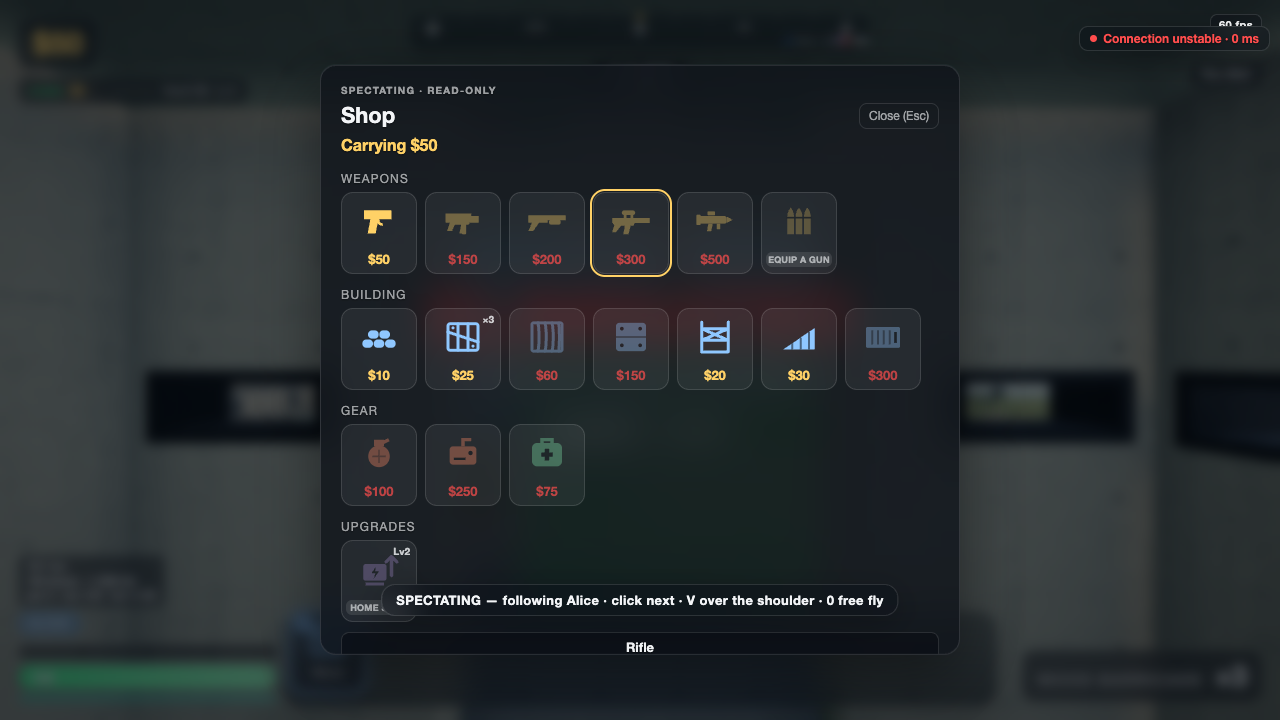 60 fps
Connection unstable · 0 ms
SPECTATING · READ-ONLY
Shop
Close (Esc)
Carrying $50
WEAPONS
$50 $150 $200 $300 $500 EQUIP A GUN
BUILDING
×3
$10 $25 $60 $150 $20 $30 $300
GEAR
$100 $250 $75
UPGRADES
Lv2
HOME
SPECTATING — following Alice · click next · V over the shoulder · 0 free fly
Rifle